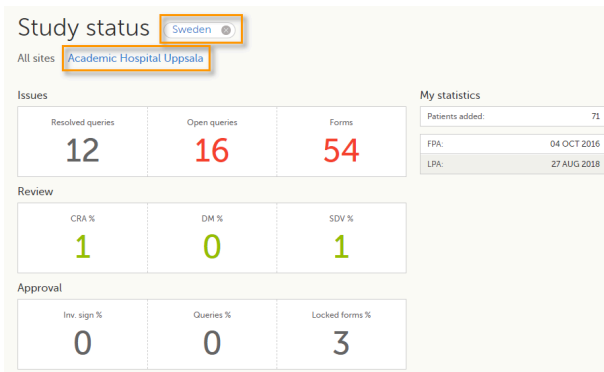 Study status Sweden
All sites Academic Hospital Uppsala
Issues
Resolved queries Open queries Forms
12 16 54
My statistics
Patients added: 71
FPA: 04 OCT 2016
LPA: 27 AUG 2018
Review
CRA % DM % SDV %
1 0 1
Approval
Inv. sign % Queries % Locked forms %
0 0 3